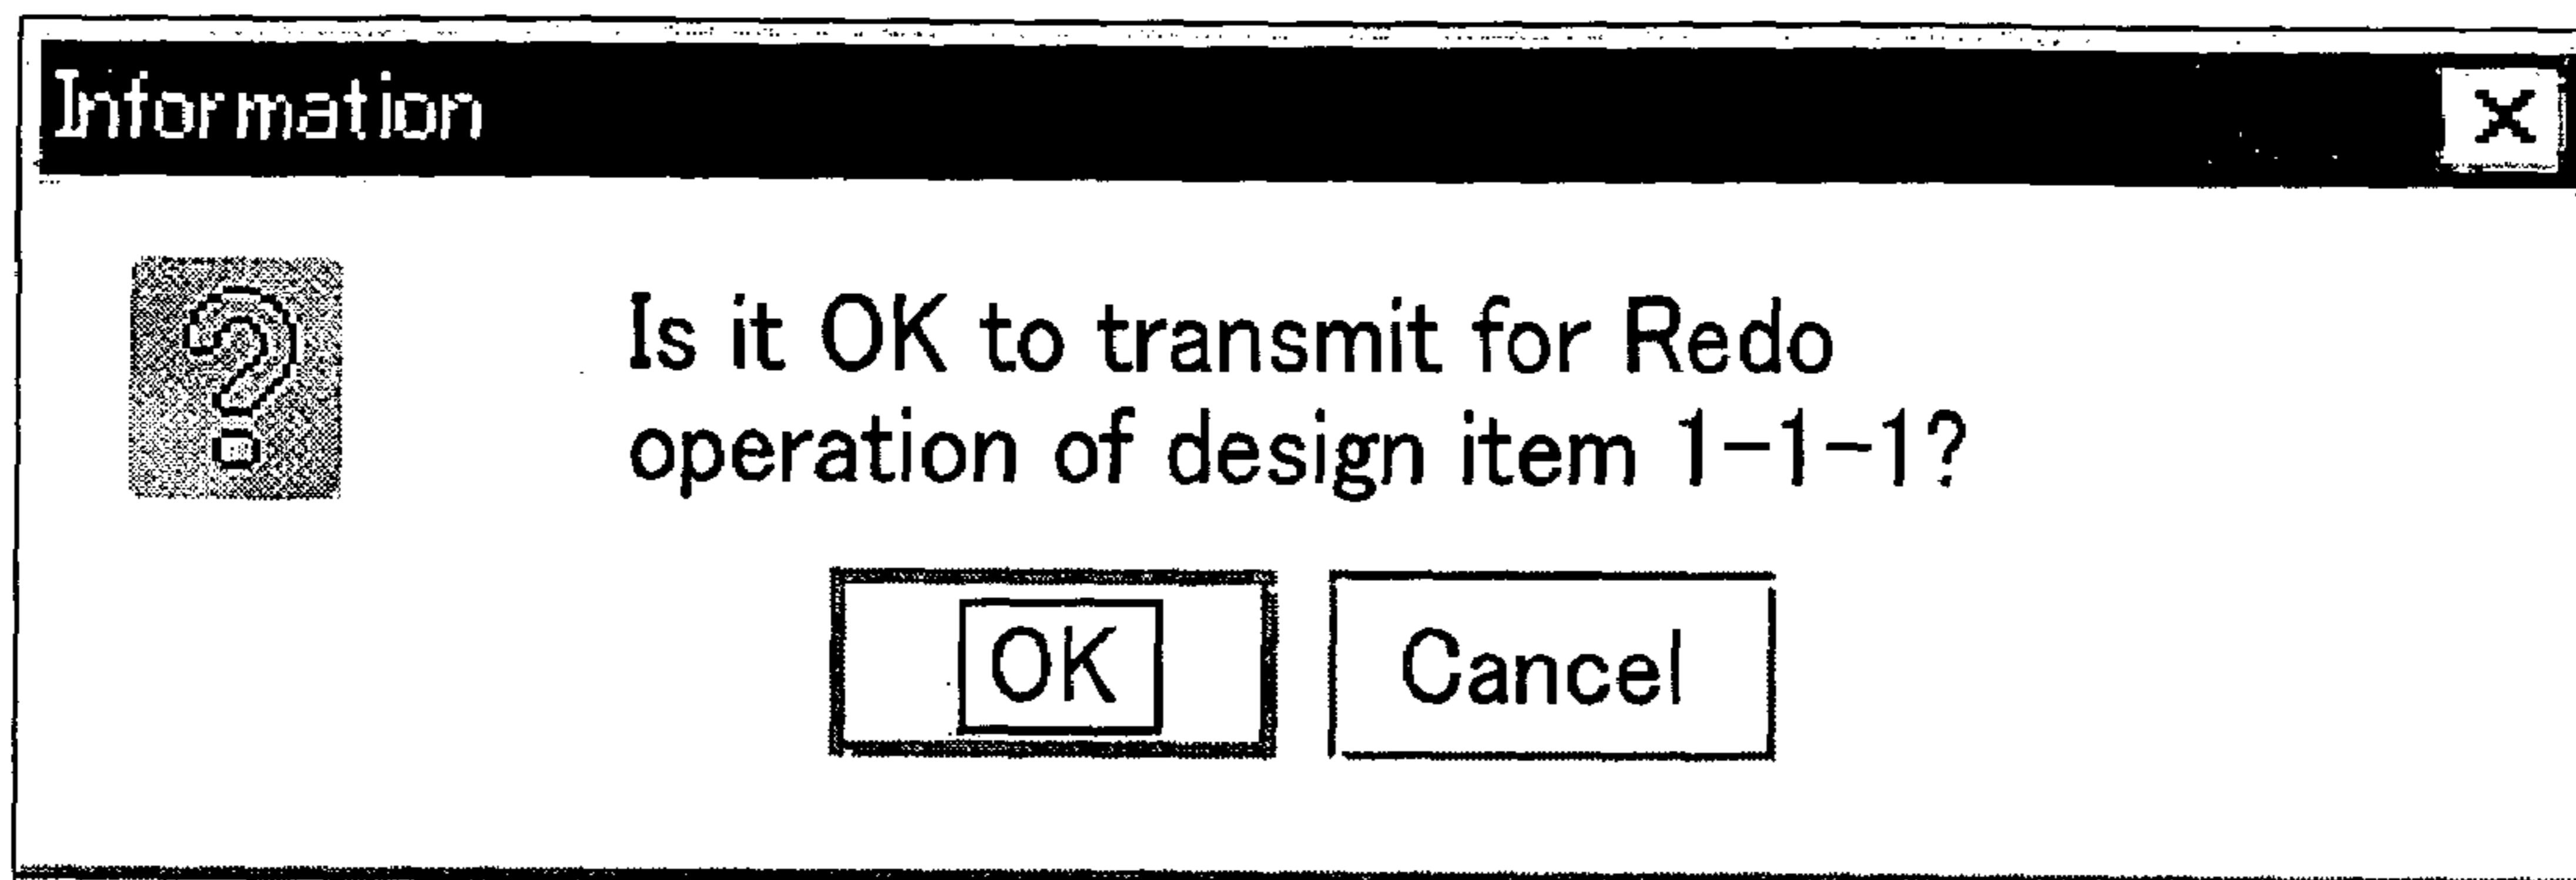 Information
Is it OK to transmit for Redo
operation of design item 1-1-1?
OK
Cancel